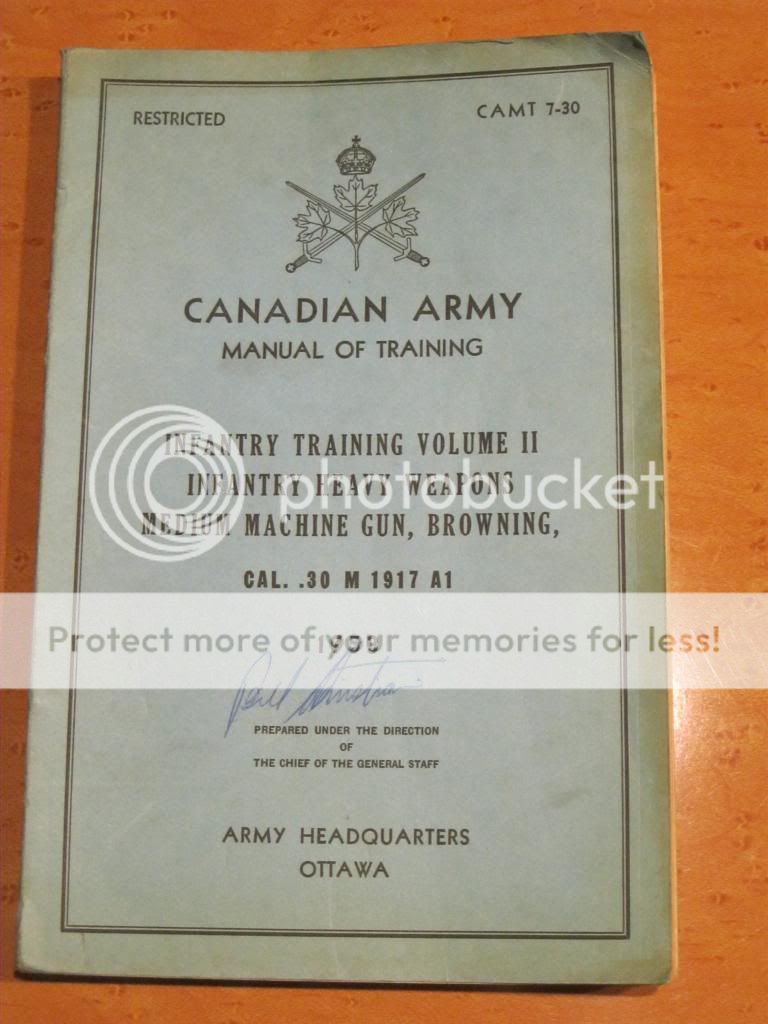 RESTRICTED
CAMT 7-30
CANADIAN ARMY
MANUAL OF TRAINING
INFANTRY TRAINING VOLUME II
INFANTRY HEAVY WEAPONS
MEDIUM MACHINE GUN, BROWNING,
CAL. .30 M 1917 A1
photobucket
Protect more of your memories for less!
PREPARED UNDER THE DIRECTION
OF
THE CHIEF OF THE GENERAL STAFF
ARMY HEADQUARTERS
OTTAWA